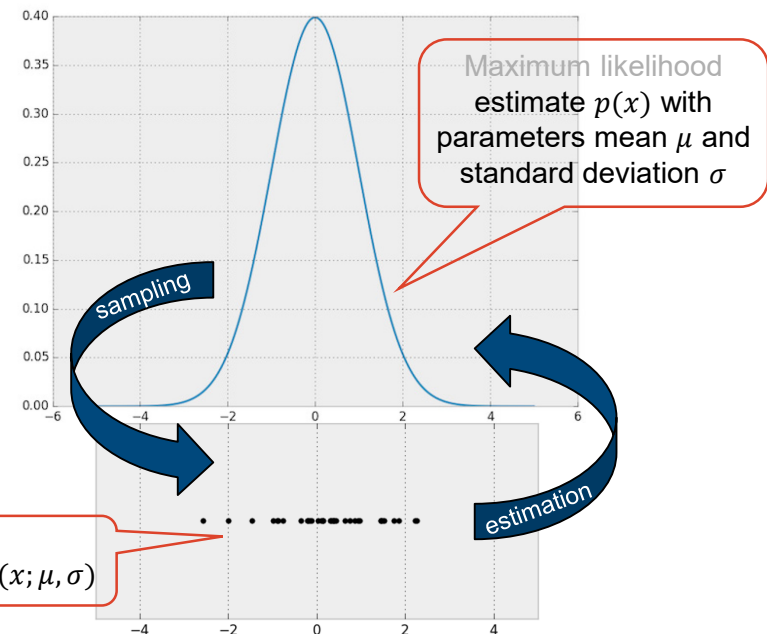 0.40
0.35
0.30
0.25
0.20
0.15
0.10
0.05
0.00
−6 −4 −2 0 2 4 6
Maximum likelihood
estimate p(x) with
parameters mean μ and
standard deviation σ
sampling
estimation
(x; μ, σ)
−4 −2 0 2 4